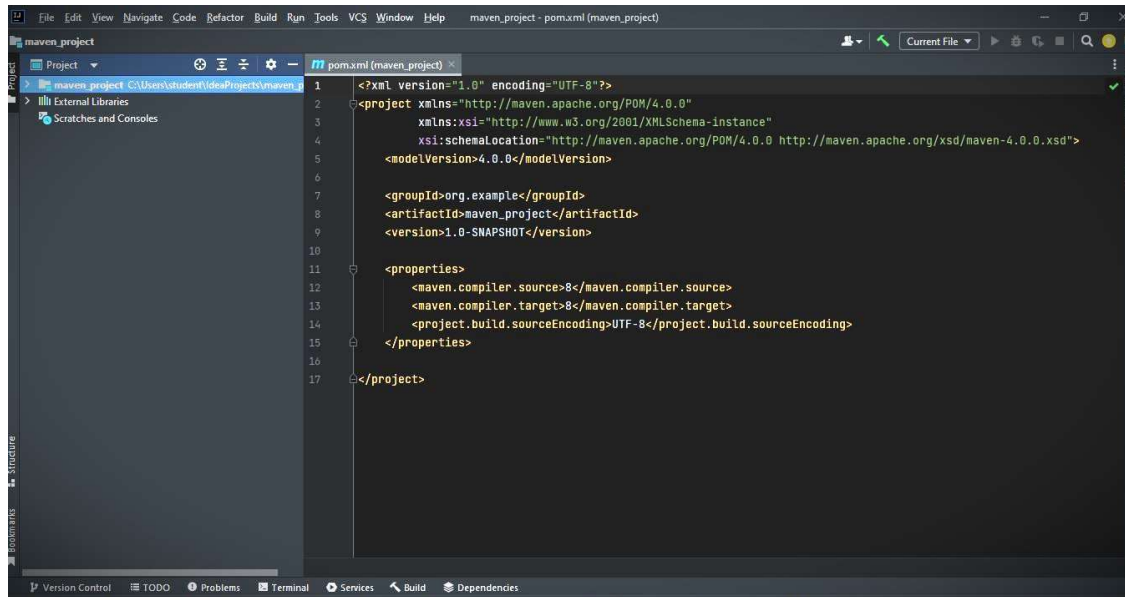 File Edit View Navigate Code Refactor Build Run Tools VCS Window Help maven_project - pom.xml (maven_project)
maven_project
Current File
Project
pom.xml (maven_project)
Project
maven_project C:\Users\student\IdeaProjects\maven_p
External Libraries
Scratches and Consoles
1 <?xml version="1.0" encoding="UTF-8"?>
2 <project xmlns="http://maven.apache.org/POM/4.0.0"
3 xmlns:xsi="http://www.w3.org/2001/XMLSchema-instance"
4 xsi:schemaLocation="http://maven.apache.org/POM/4.0.0 http://maven.apache.org/xsd/maven-4.0.0.xsd">
5 <modelVersion>4.0.0</modelVersion>
6
7 <groupId>org.example</groupId>
8 <artifactId>maven_project</artifactId>
9 <version>1.0-SNAPSHOT</version>
10
11 <properties>
12 <maven.compiler.source>8</maven.compiler.source>
13 <maven.compiler.target>8</maven.compiler.target>
14 <project.build.sourceEncoding>UTF-8</project.build.sourceEncoding>
15 </properties>
16
17 </project>
Structure
Bookmarks
Version Control TODO Problems Terminal Services Build Dependencies